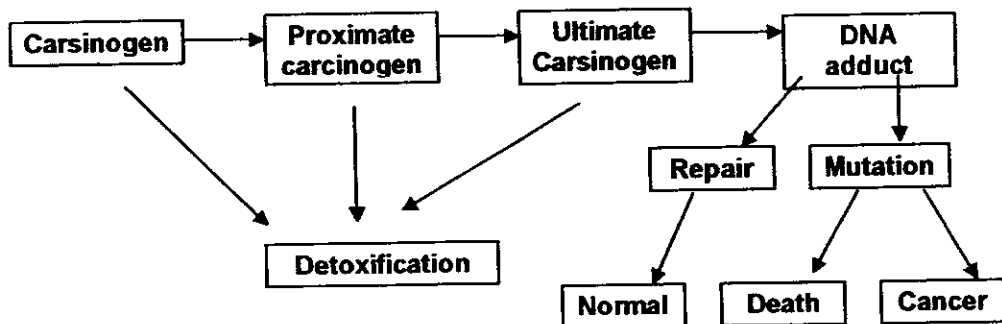 Carsinogen
Proximate
carcinogen
Ultimate
Carsinogen
DNA
adduct
Repair
Mutation
Detoxification
Normal
Death
Cancer